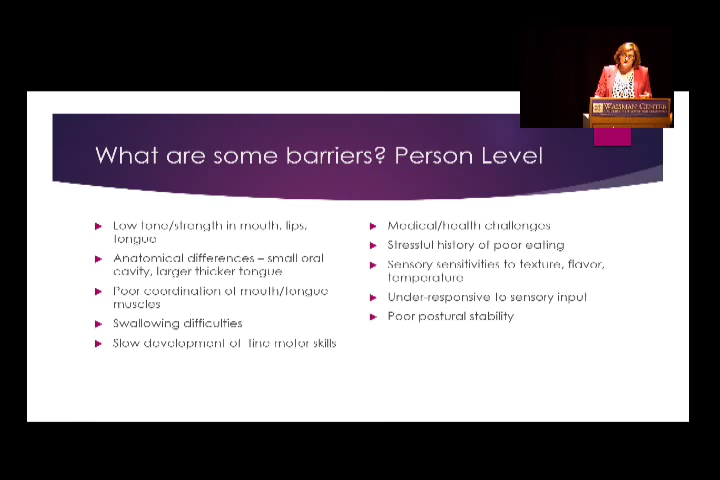 What are some barriers? Person Level
Low tone/strength in mouth, lips,
tongue
Anatomical differences – small oral
cavity, larger thicker tongue
Poor coordination of mouth/tongue
muscles
Swallowing difficulties
Slow development of fine motor skills
Medical/health challenges
Stressful history of poor eating
Sensory sensitivities to texture, flavor,
temperature
Under-responsive to sensory input
Poor postural stability
WAISMAN CENTER